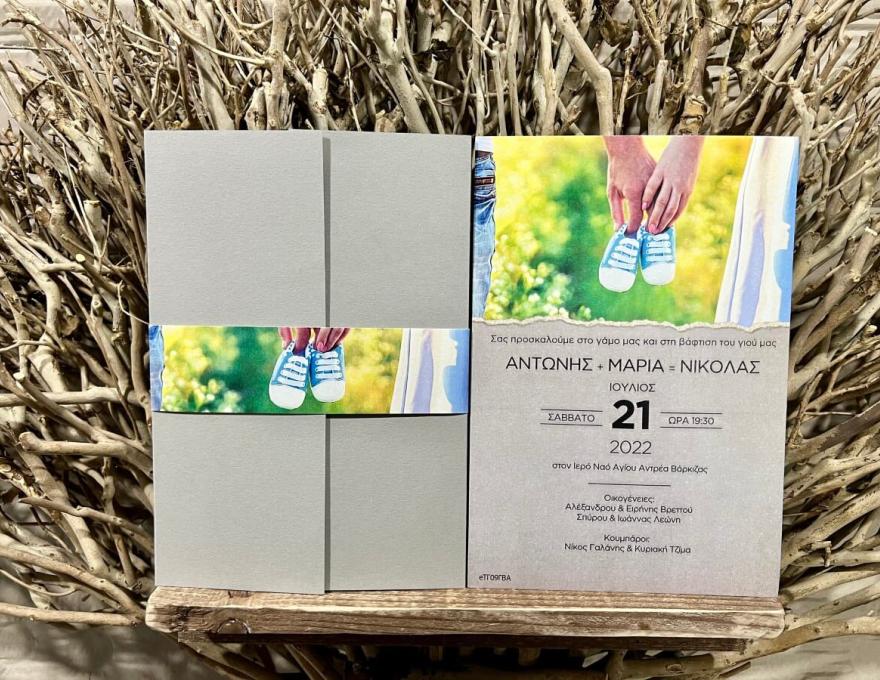 Σας προσκαλούμε στο γάμο μας και στη βάφτιση του γιού μας
ΑΝΤΩΝΗΣ + ΜΑΡΙΑ = ΝΙΚΟΛΑΣ
ΙΟΥΛΙΟΣ
ΣΑΒΒΑΤΟ 21 ΩΡΑ 19:30
2022
στον Ιερό Ναό Αγίου Αντρέα Βάρκιζας
Οικογένειες:
Αλέξανδρου & Ειρήνης Βρεττού
Σπύρου & Ιωάννας Λεώνη
Κουμπάροι:
Νίκος Γαλάνης & Κυριακή Τζίμα
eΤΓ09ΓΒΑ